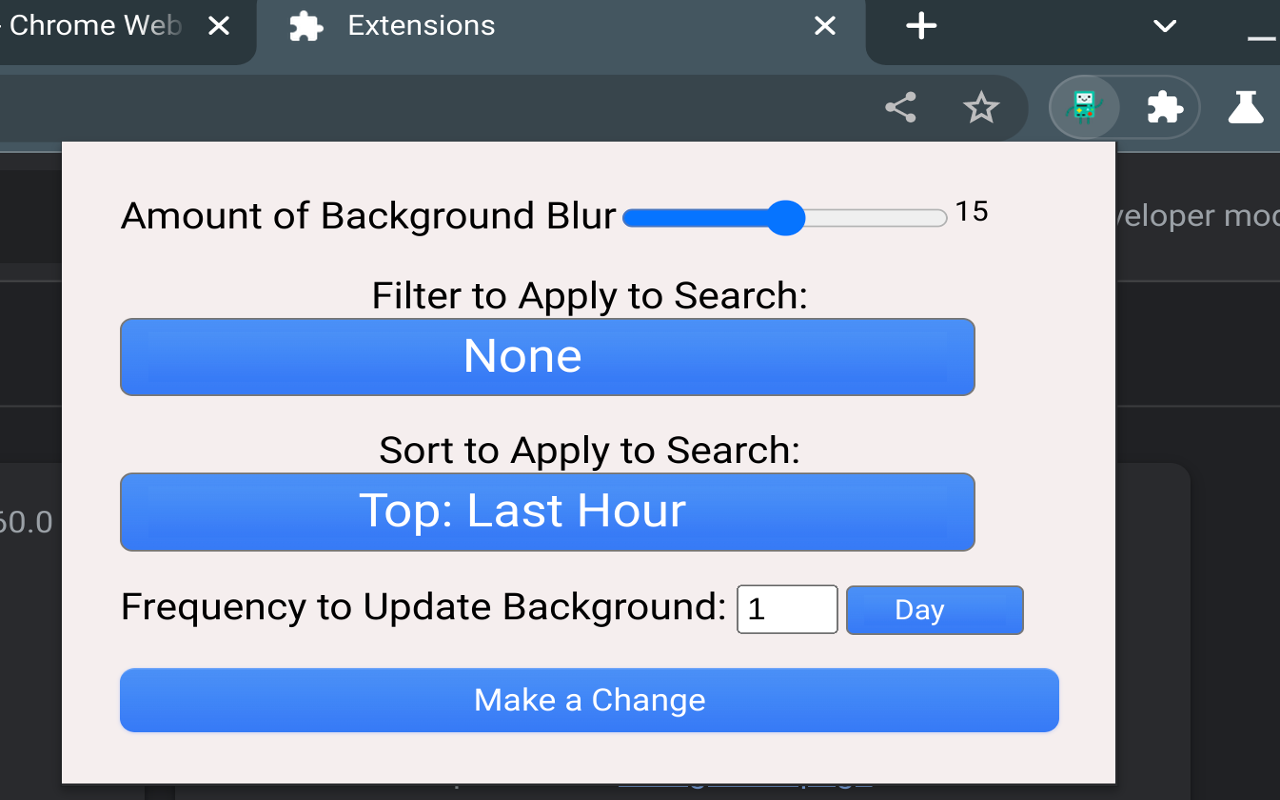 - Chrome Web
Extensions
Amount of Background Blur 15
veloper mod
Filter to Apply to Search:
None
Sort to Apply to Search:
Top: Last Hour
60.0
Frequency to Update Background: 1 Day
Make a Change